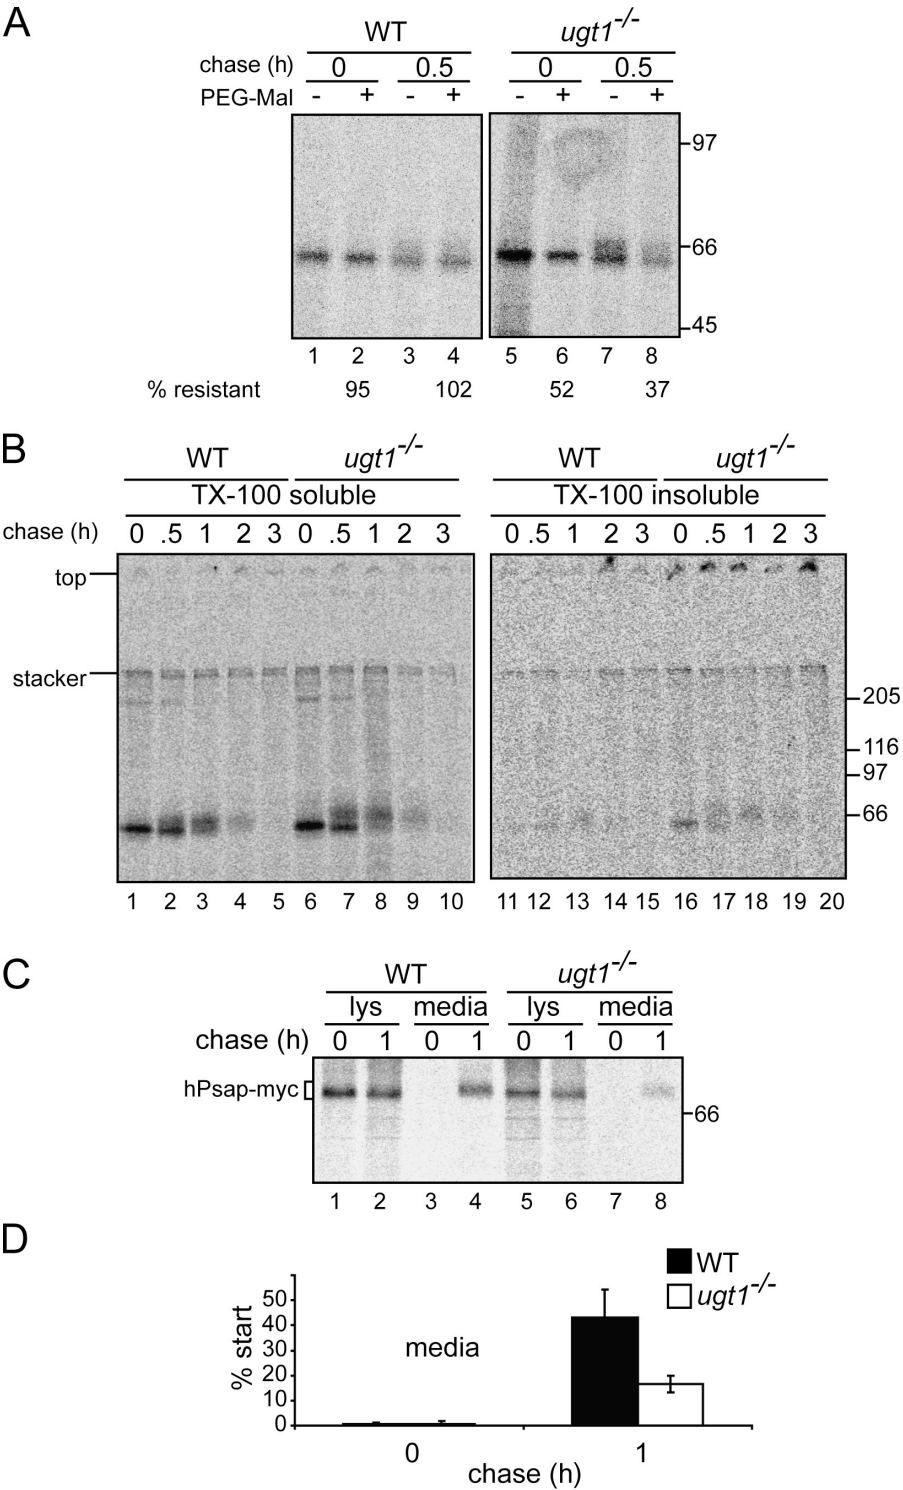 A
WT ugt1-/-
chase (h) 0 0.5 0 0.5
PEG-Mal - + - + - + - +
97
66
45
1 2 3 4 5 6 7 8
% resistant 95 102 52 37
B
WT ugt1-/- WT ugt1-/-
TX-100 soluble TX-100 insoluble
chase (h) 0 .5 1 2 3 0 .5 1 2 3 0 .5 1 2 3 0 .5 1 2 3
top
stacker
205
116
97
66
1 2 3 4 5 6 7 8 9 10 11 12 13 14 15 16 17 18 19 20
C
WT ugt1-/-
lys media lys media
chase (h) 0 1 0 1 0 1 0 1
hPsap-myc
66
1 2 3 4 5 6 7 8
D
WT
ugt1-/-
% start
50
40
30
20
10
0
media
0 1
chase (h)